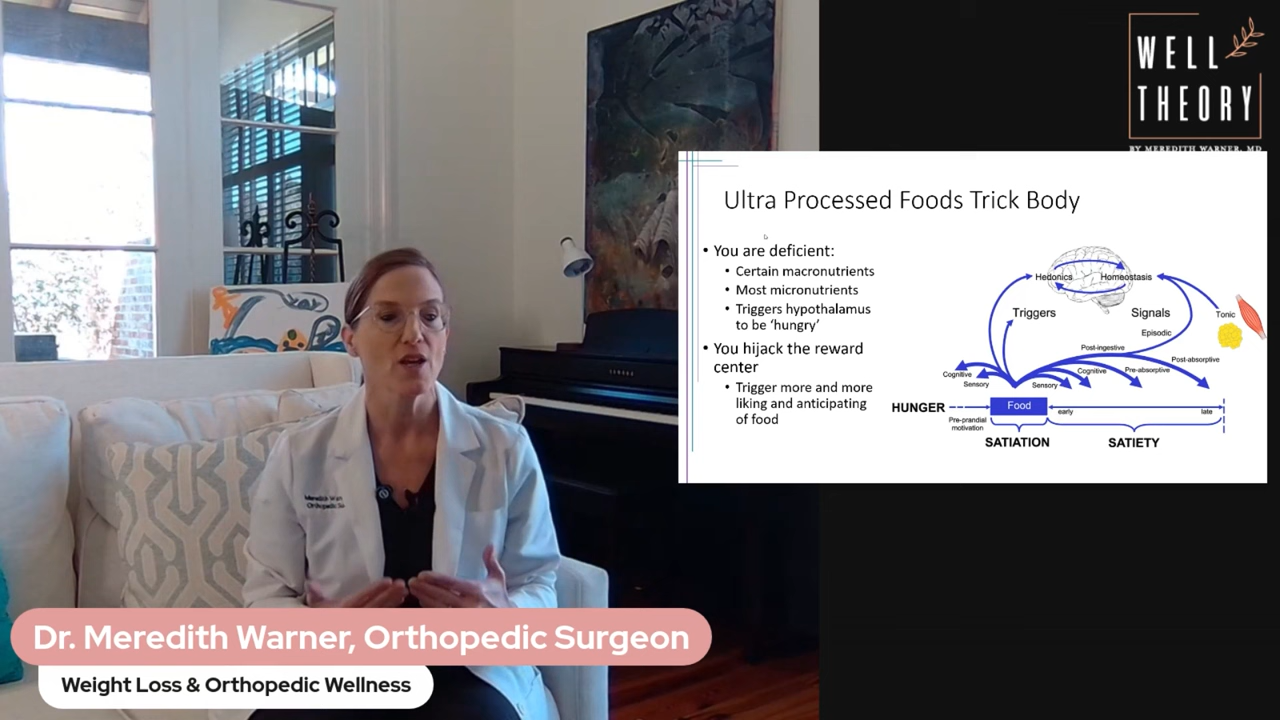 WELL
THEORY
BY MEREDITH WARNER, MD
Ultra Processed Foods Trick Body
• You are deficient:
• Certain macronutrients
• Most micronutrients
• Triggers hypothalamus
to be ‘hungry’
• You hijack the reward
center
• Trigger more and more
liking and anticipating
of food
Hedonics
Homeostasis
Triggers
Signals
Tonic
Episodic
Post-ingestive
Post-absorptive
Cognitive
Sensory
Sensory
Cognitive
Pre-absorptive
HUNGER
Food
early
late
Pre-prandial
motivation
SATIATION
SATIETY
YAMAHA
Meredith
Orthopedic
Dr. Meredith Warner, Orthopedic Surgeon
Weight Loss & Orthopedic Wellness